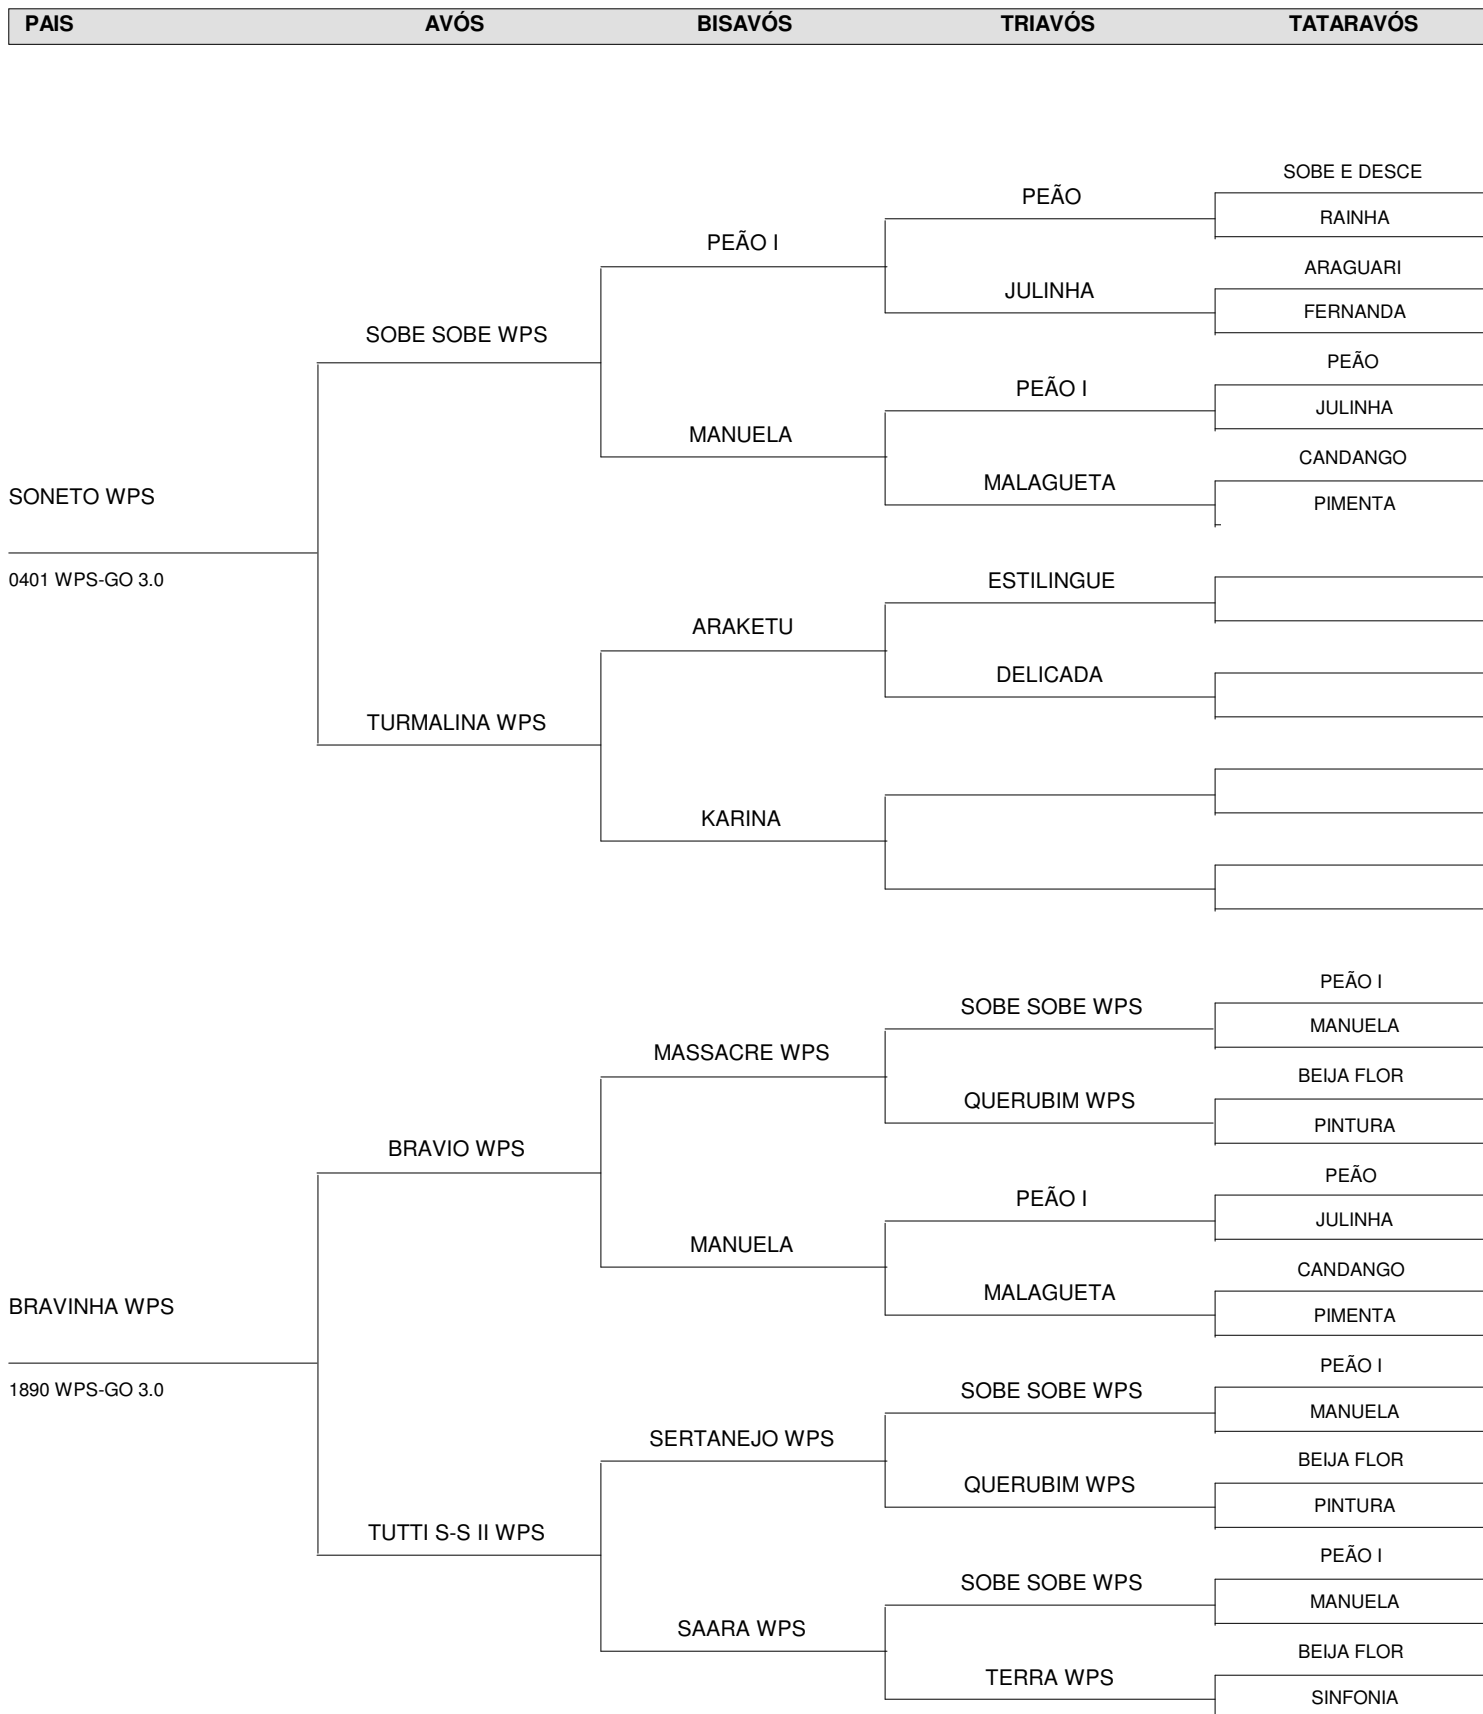 PAIS AVÓS BISAVÓS TRIAVÓS TATARAVÓS
SOBE E DESCE
PEÃO
RAINHA
PEÃO I
ARAGUARI
JULINHA
FERNANDA
SOBE SOBE WPS
PEÃO
PEÃO I
JULINHA
MANUELA
CANDANGO
MALAGUETA
SONETO WPS
PIMENTA
0401 WPS-GO 3.0
ESTILINGUE
ARAKETU
DELICADA
TURMALINA WPS
KARINA
PEÃO I
SOBE SOBE WPS
MANUELA
MASSACRE WPS
BEIJA FLOR
QUERUBIM WPS
PINTURA
BRAVIO WPS
PEÃO
PEÃO I
JULINHA
MANUELA
CANDANGO
MALAGUETA
BRAVINHA WPS
PIMENTA
PEÃO I
1890 WPS-GO 3.0
SOBE SOBE WPS
MANUELA
SERTANEJO WPS
BEIJA FLOR
QUERUBIM WPS
PINTURA
TUTTI S-S II WPS
PEÃO I
SOBE SOBE WPS
MANUELA
SAARA WPS
BEIJA FLOR
TERRA WPS
SINFONIA